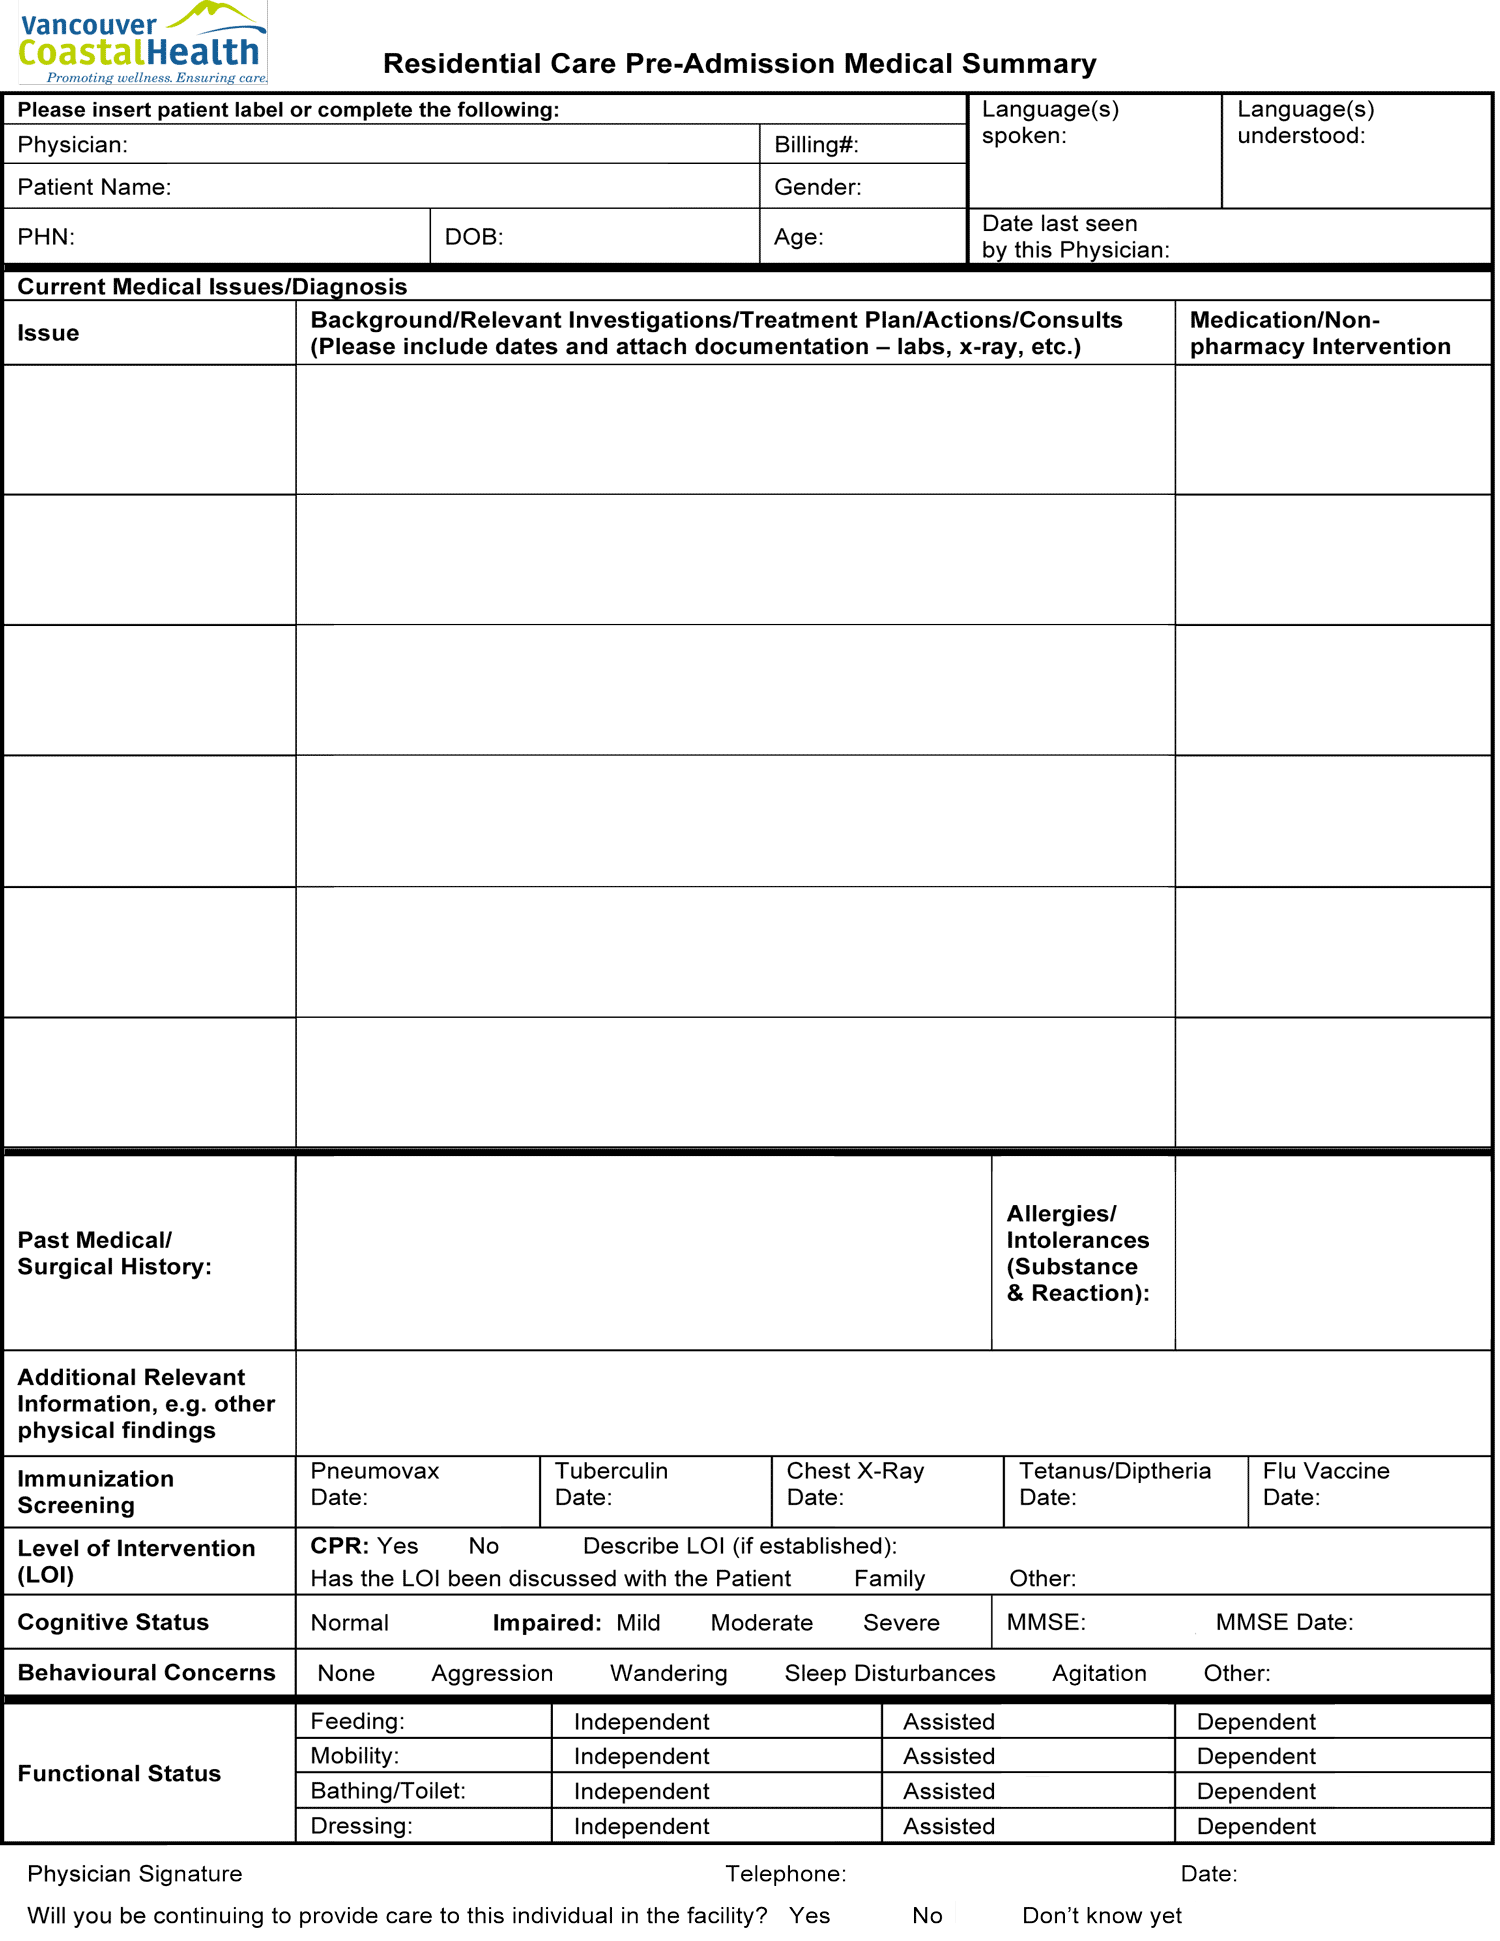 Vancouver
CoastalHealth
Promoting wellness. Ensuring care.
Residential Care Pre-Admission Medical Summary
Please insert patient label or complete the following:
Language(s)
spoken:
Language(s)
understood:
Physician:
Billing#:
Patient Name:
Gender:
PHN:
DOB:
Age:
Date last seen
by this Physician:
Current Medical Issues/Diagnosis
Issue
Background/Relevant Investigations/Treatment Plan/Actions/Consults
(Please include dates and attach documentation – labs, x-ray, etc.)
Medication/Non-
pharmacy Intervention
Past Medical/
Surgical History:
Allergies/
Intolerances
(Substance
& Reaction):
Additional Relevant
Information, e.g. other
physical findings
Immunization
Screening
Pneumovax
Date:
Tuberculin
Date:
Chest X-Ray
Date:
Tetanus/Diptheria
Date:
Flu Vaccine
Date:
Level of Intervention
(LOI)
CPR: Yes No Describe LOI (if established):
Has the LOI been discussed with the Patient Family Other:
Cognitive Status
Normal Impaired: Mild Moderate Severe
MMSE: MMSE Date:
Behavioural Concerns
None Aggression Wandering Sleep Disturbances Agitation Other:
Functional Status
Feeding: Independent Assisted Dependent
Mobility: Independent Assisted Dependent
Bathing/Toilet: Independent Assisted Dependent
Dressing: Independent Assisted Dependent
Physician Signature Telephone: Date:
Will you be continuing to provide care to this individual in the facility? Yes No Don't know yet